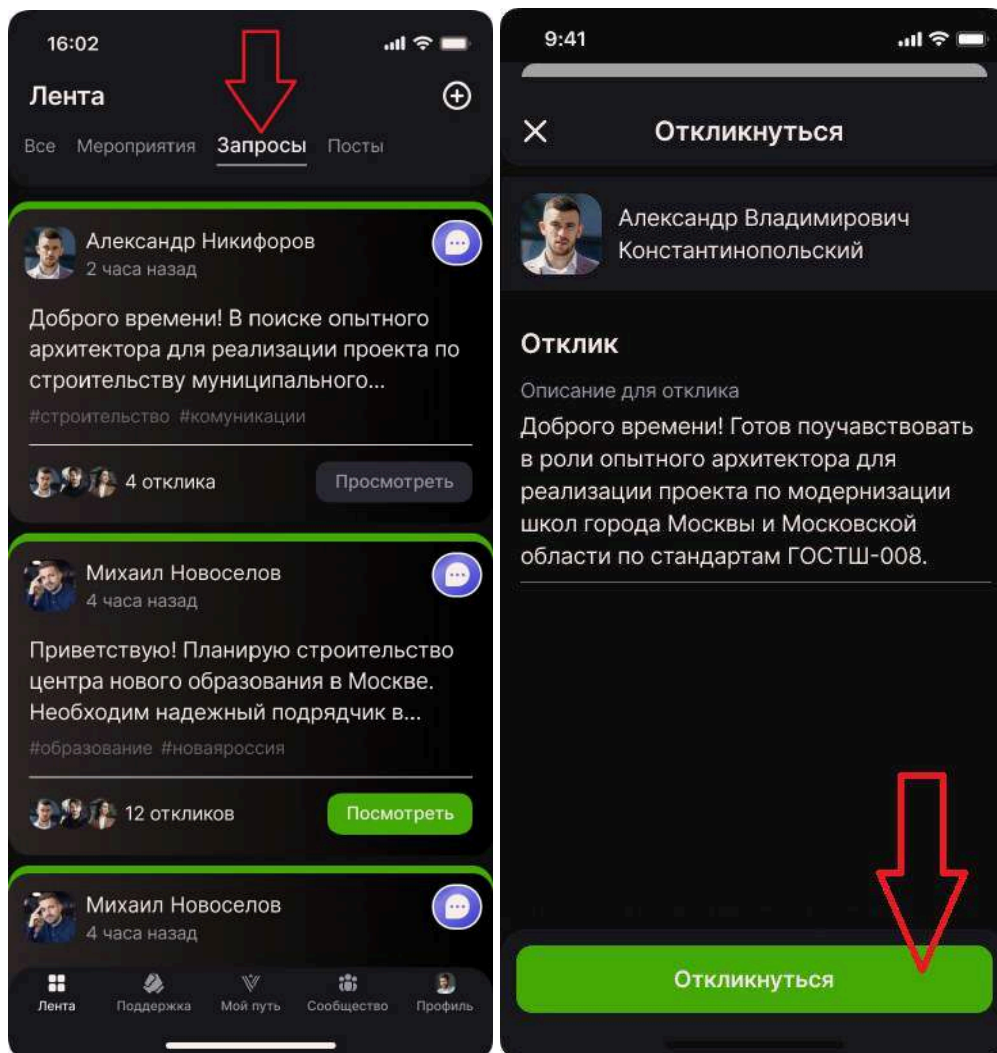 16:02
Лента
Все Мероприятия Запросы Посты
Александр Никифоров
2 часа назад
Доброго времени! В поиске опытного
архитектора для реализации проекта по
строительству муниципального...
#строительство #комуникации
4 отклика
Просмотреть
Михаил Новоселов
4 часа назад
Приветствую! Планирую строительство
центра нового образования в Москве.
Необходим надежный подрядчик в...
#образование #новаяроссия
12 откликов
Посмотреть
Михаил Новоселов
4 часа назад
Лента Поддержка Мой путь Сообщество Профиль
9:41
Откликнуться
Александр Владимирович
Константинопольский
Отклик
Описание для отклика
Доброго времени! Готов поучавствовать
в роли опытного архитектора для
реализации проекта по модернизации
школ города Москвы и Московской
области по стандартам ГОСТШ-008.
Откликнуться